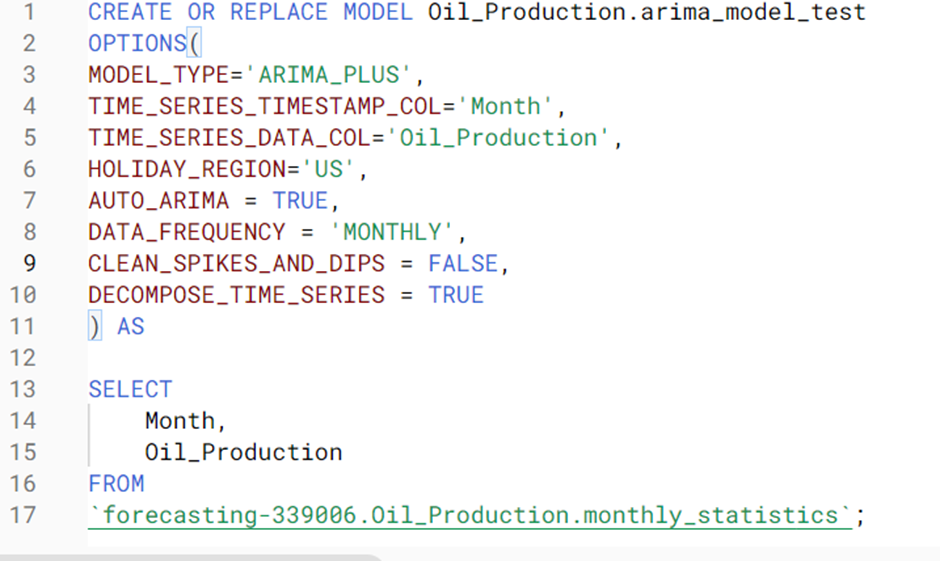 1 CREATE OR REPLACE MODEL Oil_Production.arima_model_test
2 OPTIONS(
3 MODEL_TYPE='ARIMA_PLUS',
4 TIME_SERIES_TIMESTAMP_COL='Month',
5 TIME_SERIES_DATA_COL='Oil_Production',
6 HOLIDAY_REGION='US',
7 AUTO_ARIMA = TRUE,
8 DATA_FREQUENCY = 'MONTHLY',
9 CLEAN_SPIKES_AND_DIPS = FALSE,
10 DECOMPOSE_TIME_SERIES = TRUE
11 ) AS
12
13 SELECT
14     Month,
15     Oil_Production
16 FROM
17 `forecasting-339006.Oil_Production.monthly_statistics`;